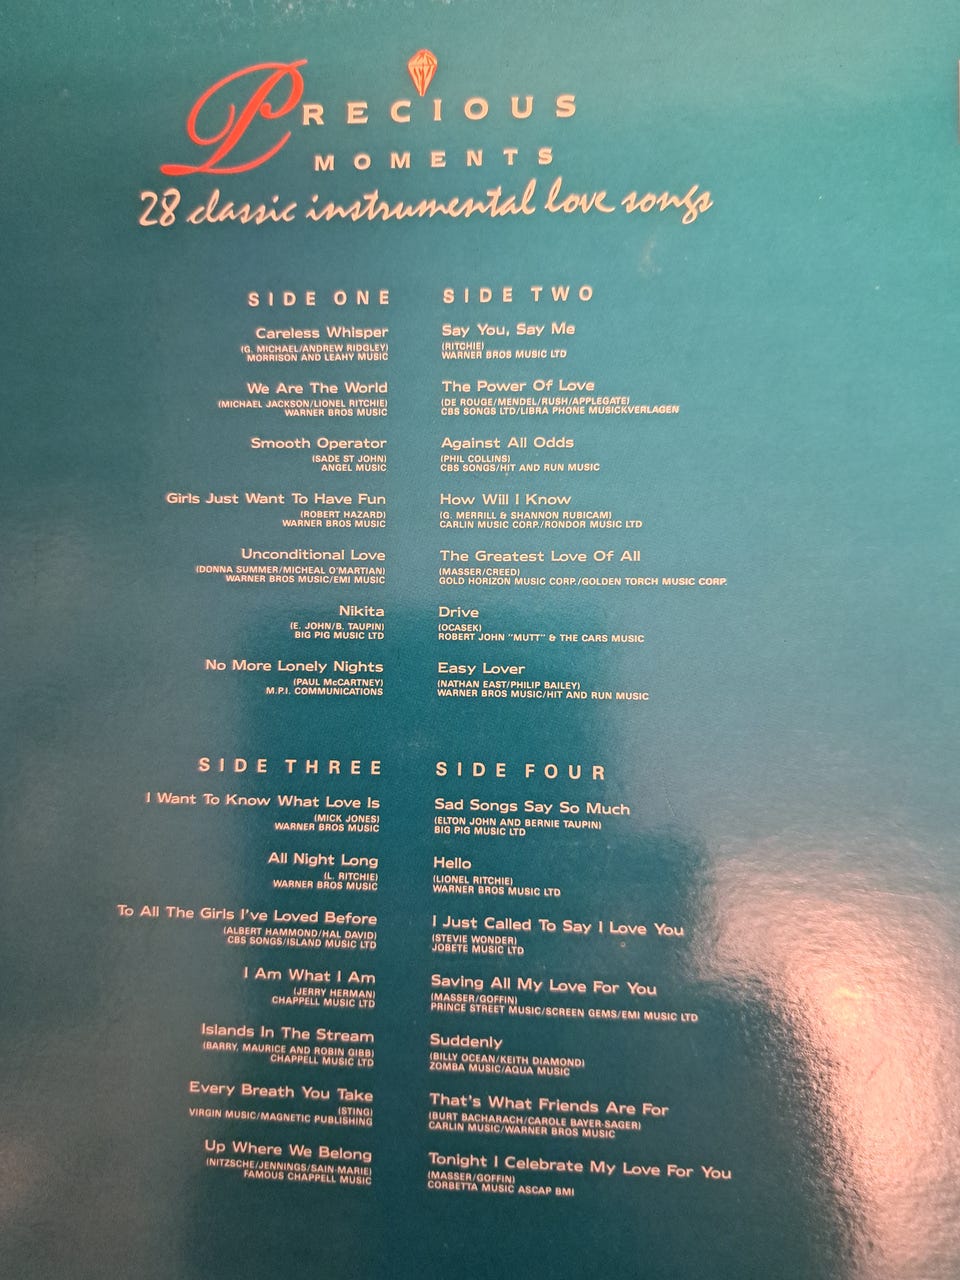 PRECIOUS
MOMENTS
28 classic instrumental love songs
SIDE ONE
Careless Whisper
(G. MICHAEL/ANDREW RIDGLEY)
MORRISON AND LEAHY MUSIC
We Are The World
(MICHAEL JACKSON/LIONEL RITCHIE)
WARNER BROS MUSIC
Smooth Operator
(SADE ST JOHN)
ANGEL MUSIC
Girls Just Want To Have Fun
(ROBERT HAZARD)
WARNER BROS MUSIC
Unconditional Love
(DONNA SUMMER/MICHEAL O'MARTIAN)
WARNER BROS MUSIC/EMI MUSIC
Nikita
(E. JOHN/B. TAUPIN)
BIG PIG MUSIC LTD
No More Lonely Nights
(PAUL McCARTNEY)
M.P.I. COMMUNICATIONS
SIDE TWO
Say You, Say Me
(RITCHIE)
WARNER BROS MUSIC LTD
The Power Of Love
(DE ROUGE/MENDEL/RUSH/APPLEGATE)
CBS SONGS LTD/LIBRA PHONE MUSICKVERLAGEN
Against All Odds
(PHIL COLLINS)
CBS SONGS/HIT AND RUN MUSIC
How Will I Know
(G. MERRILL & SHANNON RUBICAM)
CARLIN MUSIC CORP./RONDOR MUSIC LTD
The Greatest Love Of All
(MASSER/CREED)
GOLD HORIZON MUSIC CORP./GOLDEN TORCH MUSIC CORP.
Drive
(OCASEK)
ROBERT JOHN "MUTT" & THE CARS MUSIC
Easy Lover
(NATHAN EAST/PHILIP BAILEY)
WARNER BROS MUSIC/HIT AND RUN MUSIC
SIDE THREE
I Want To Know What Love Is
(MICK JONES)
WARNER BROS MUSIC
All Night Long
(L. RITCHIE)
WARNER BROS MUSIC
To All The Girls I've Loved Before
(ALBERT HAMMOND/HAL DAVID)
CBS SONGS/ISLAND MUSIC LTD
I Am What I Am
(JERRY HERMAN)
CHAPPELL MUSIC LTD
Islands In The Stream
(BARRY, MAURICE AND ROBIN GIBB)
CHAPPELL MUSIC LTD
Every Breath You Take
(STING)
VIRGIN MUSIC/MAGNETIC PUBLISHING
Up Where We Belong
(NITZSCHE/JENNINGS/SAIN-MARIE)
FAMOUS CHAPPELL MUSIC
SIDE FOUR
Sad Songs Say So Much
(ELTON JOHN AND BERNIE TAUPIN)
BIG PIG MUSIC LTD
Hello
(LIONEL RITCHIE)
WARNER BROS MUSIC LTD
I Just Called To Say I Love You
(STEVIE WONDER)
JOBETE MUSIC LTD
Saving All My Love For You
(MASSER/GOFFIN)
PRINCE STREET MUSIC/SCREEN GEMS/EMI MUSIC LTD
Suddenly
(BILLY OCEAN/KEITH DIAMOND)
ZOMBA MUSIC/AQUA MUSIC
That's What Friends Are For
(BURT BACHARACH/CAROLE BAYER-SAGER)
CARLIN MUSIC/WARNER BROS MUSIC
Tonight I Celebrate My Love For You
(MASSER/GOFFIN)
CORBETTA MUSIC ASCAP BMI